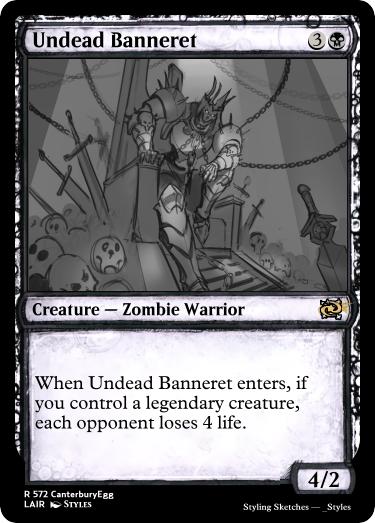 Undead Banneret 3
Creature — Zombie Warrior
When Undead Banneret enters, if
you control a legendary creature,
each opponent loses 4 life.
4/2
R 572 CanterburyEgg
LAIR STYLES
Styling Sketches — _Styles